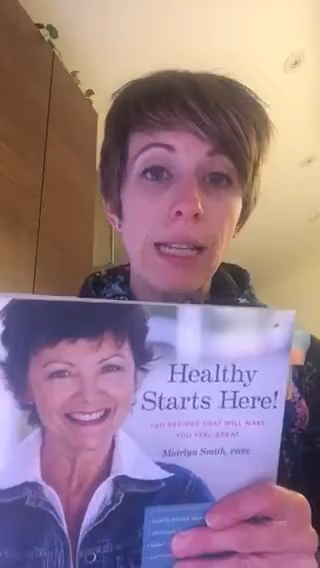 Healthy
Starts Here!
140 RECIPES THAT WILL MAKE
YOU FEEL GREAT
Mairlyn Smith, PHEc